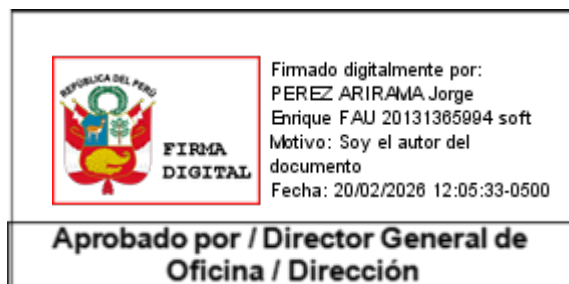 REPÚBLICA DEL PERÚ
FIRMA
DIGITAL
Firmado digitalmente por:
PEREZ ARIRAMA Jorge
Enrique FAU 20131365994 soft
Motivo: Soy el autor del
documento
Fecha: 20/02/2026 12:05:33-0500
Aprobado por / Director General de
Oficina / Dirección